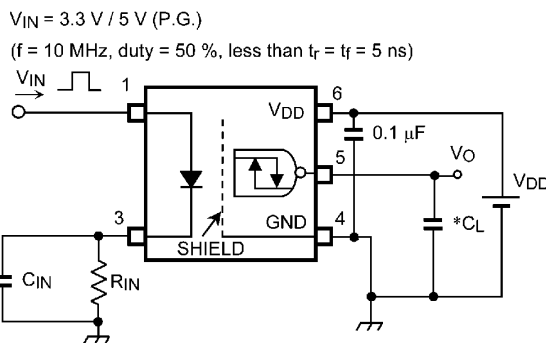 VIN = 3.3 V / 5 V (P.G.)
(f = 10 MHz, duty = 50 %, less than tr = tf = 5 ns)
VIN
1
6
VDD
0.1 μF
5
VO
VDD
3
GND
4
*CL
SHIELD
CIN
RIN